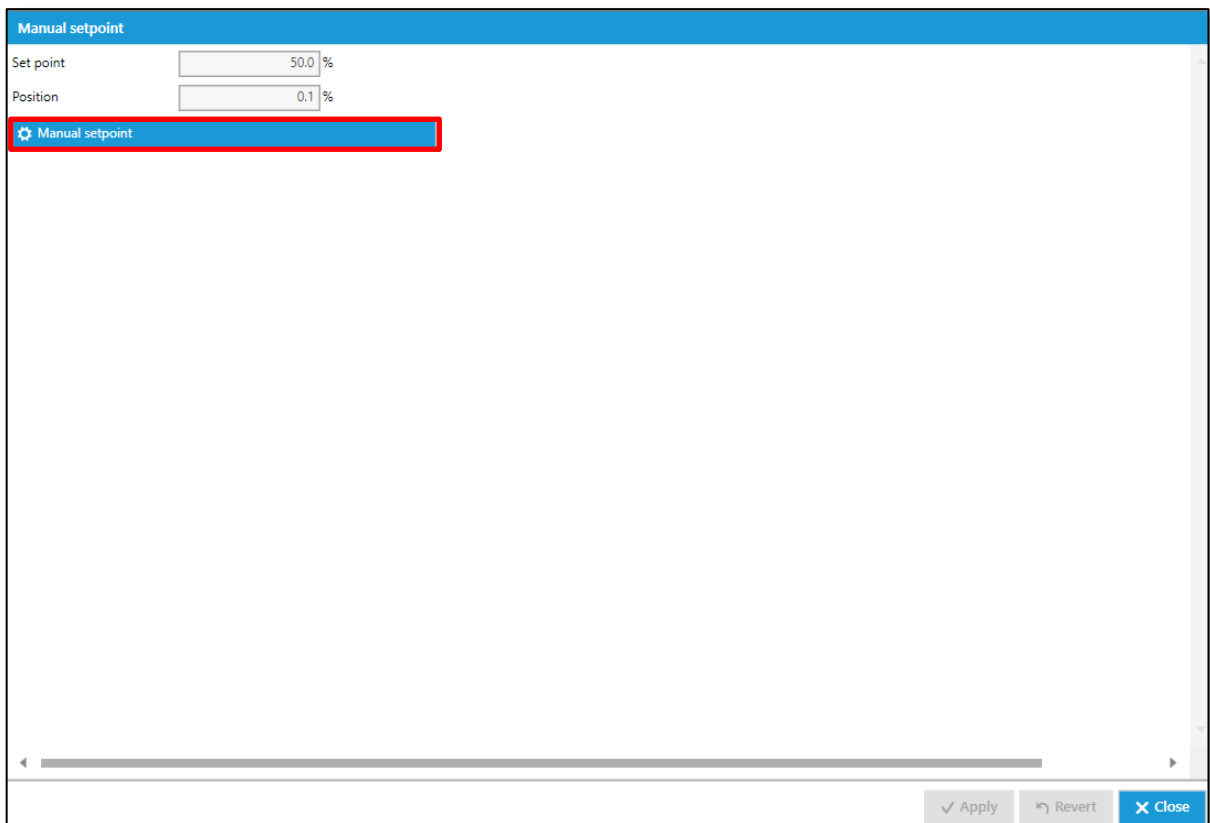 Manual setpoint
Set point 50.0 %
Position 0.1 %
Manual setpoint
Apply Revert Close